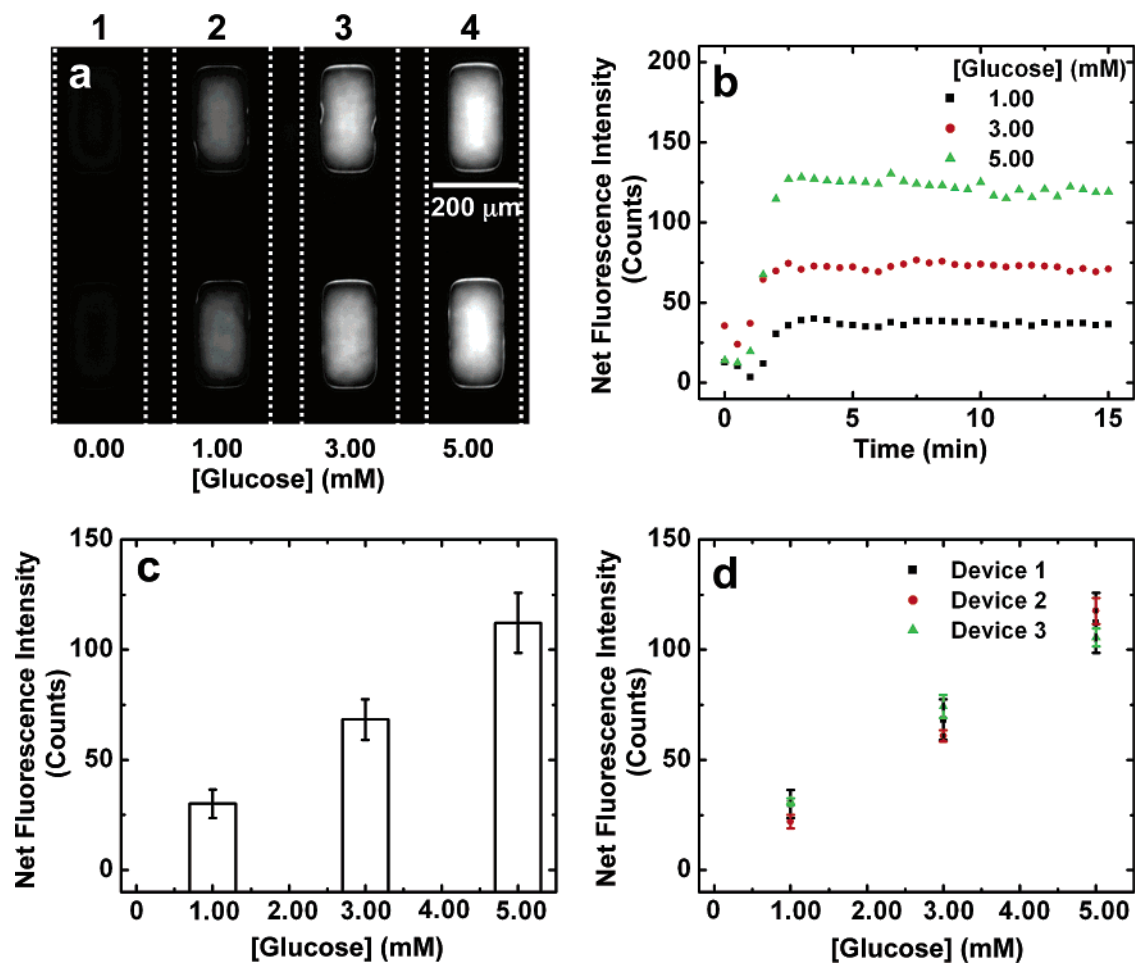 1 2 3 4
a
200 μm
0.00 1.00 3.00 5.00
[Glucose] (mM)
b
[Glucose] (mM)
1.00
3.00
5.00
200
150
100
50
0
0 5 10 15
Time (min)
Net Fluorescence Intensity
(Counts)
c
150
100
50
0
0 1.00 2.00 3.00 4.00 5.00
[Glucose] (mM)
Net Fluorescence Intensity
(Counts)
d
Device 1
Device 2
Device 3
150
100
50
0
0 1.00 2.00 3.00 4.00 5.00
[Glucose] (mM)
Net Fluorescence Intensity
(Counts)